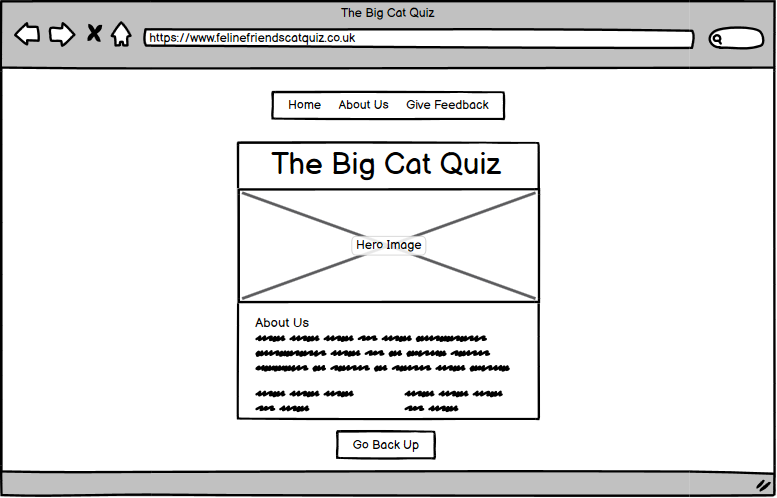 The Big Cat Quiz
https://www.felinefriendscatquiz.co.uk
Home About Us Give Feedback
The Big Cat Quiz
Hero Image
About Us
Go Back Up